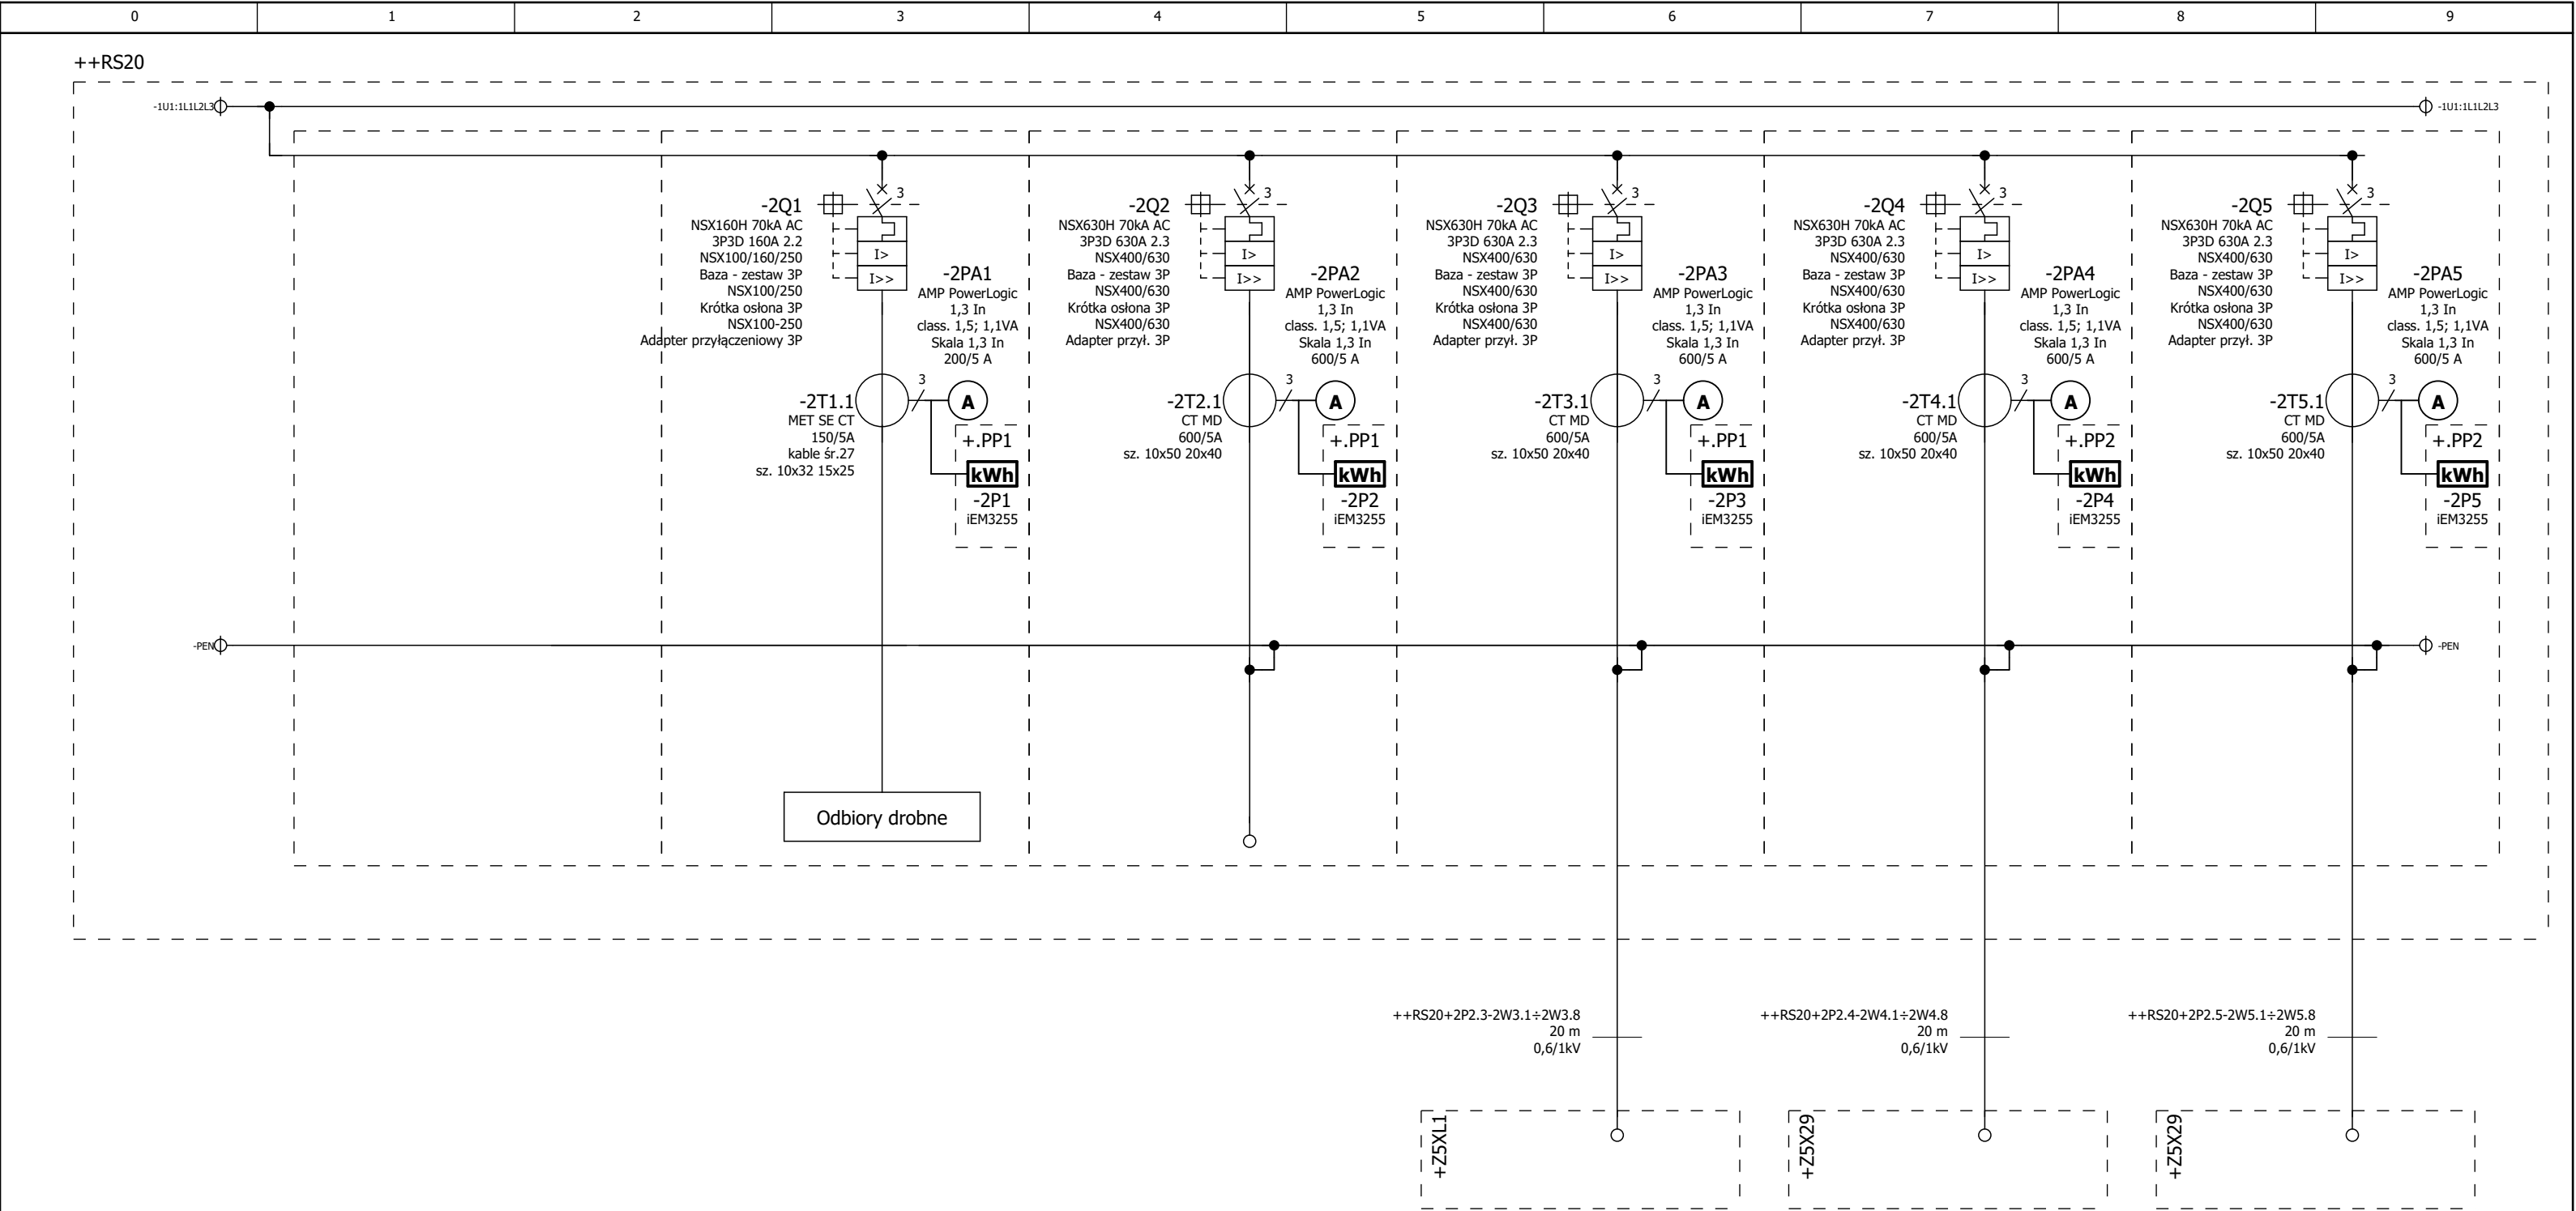 0 1 2 3 4 5 6 7 8 9
++RS20
-1U1:1L1L2L3
-1U1:1L1L2L3
-2Q1
NSX160H 70kA AC
3P3D 160A 2.2
NSX100/160/250
Baza - zestaw 3P
NSX100/250
Krótka osłona 3P
NSX100-250
Adapter przyłączeniowy 3P
3
I>
I>>
-2PA1
AMP PowerLogic
1,3 In
class. 1,5; 1,1VA
Skala 1,3 In
200/5 A
-2T1.1
MET SE CT
150/5A
kable śr.27
sz. 10x32 15x25
3
A
+.PP1
kWh
-2P1
iEM3255
-2Q2
NSX630H 70kA AC
3P3D 630A 2.3
NSX400/630
Baza - zestaw 3P
NSX400/630
Krótka osłona 3P
NSX400/630
Adapter przył. 3P
3
I>
I>>
-2PA2
AMP PowerLogic
1,3 In
class. 1,5; 1,1VA
Skala 1,3 In
600/5 A
-2T2.1
CT MD
600/5A
sz. 10x50 20x40
3
A
+.PP1
kWh
-2P2
iEM3255
-2Q3
NSX630H 70kA AC
3P3D 630A 2.3
NSX400/630
Baza - zestaw 3P
NSX400/630
Krótka osłona 3P
NSX400/630
Adapter przył. 3P
3
I>
I>>
-2PA3
AMP PowerLogic
1,3 In
class. 1,5; 1,1VA
Skala 1,3 In
600/5 A
-2T3.1
CT MD
600/5A
sz. 10x50 20x40
3
A
+.PP1
kWh
-2P3
iEM3255
-2Q4
NSX630H 70kA AC
3P3D 630A 2.3
NSX400/630
Baza - zestaw 3P
NSX400/630
Krótka osłona 3P
NSX400/630
Adapter przył. 3P
3
I>
I>>
-2PA4
AMP PowerLogic
1,3 In
class. 1,5; 1,1VA
Skala 1,3 In
600/5 A
-2T4.1
CT MD
600/5A
sz. 10x50 20x40
3
A
+.PP2
kWh
-2P4
iEM3255
-2Q5
NSX630H 70kA AC
3P3D 630A 2.3
NSX400/630
Baza - zestaw 3P
NSX400/630
Krótka osłona 3P
NSX400/630
Adapter przył. 3P
3
I>
I>>
-2PA5
AMP PowerLogic
1,3 In
class. 1,5; 1,1VA
Skala 1,3 In
600/5 A
-2T5.1
CT MD
600/5A
sz. 10x50 20x40
3
A
+.PP2
kWh
-2P5
iEM3255
-PEN
-PEN
Odbiory drobne
++RS20+2P2.3-2W3.1÷2W3.8
20 m
0,6/1kV
++RS20+2P2.4-2W4.1÷2W4.8
20 m
0,6/1kV
++RS20+2P2.5-2W5.1÷2W5.8
20 m
0,6/1kV
+Z5XL1
+Z5X29
+Z5X29